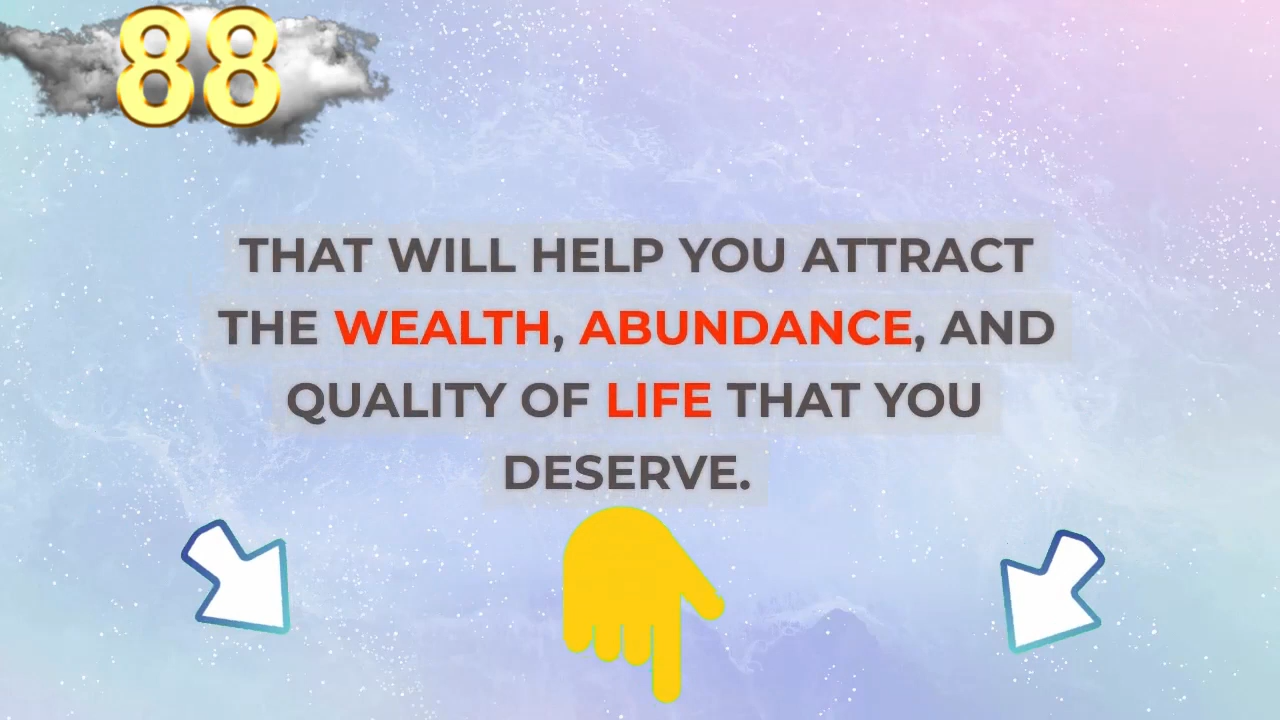 88
THAT WILL HELP YOU ATTRACT
THE WEALTH, ABUNDANCE, AND
QUALITY OF LIFE THAT YOU
DESERVE.